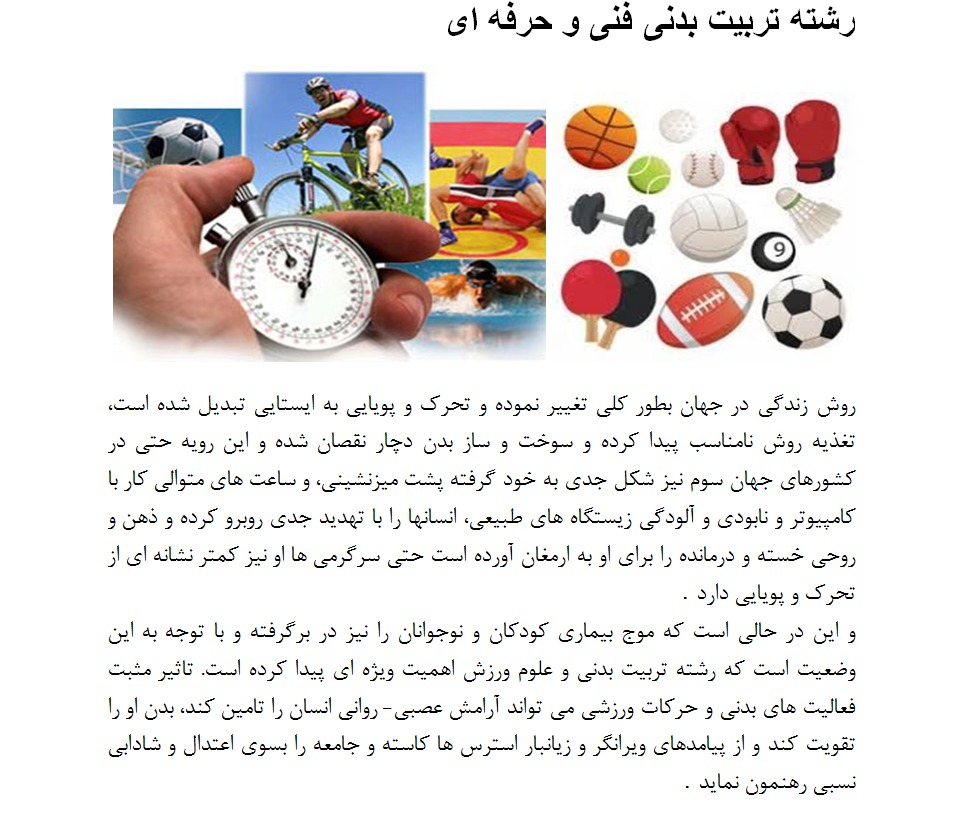 رشته تربیت بدنی فنی و حرفه ای
9
روش زندگی در جهان بطور کلی تغییر نموده و تحرک و پویایی به ایستایی تبدیل شده است،
تغذیه روش نامناسب پیدا کرده و سوخت و ساز بدن دچار نقصان شده و این رویه حتی در
کشورهای جهان سوم نیز شکل جدی به خود گرفته پشت میزنشینی، و ساعت های متوالی کار با
کامپیوتر و نابودی و آلودگی زیستگاه های طبیعی، انسانها را با تهدید جدی روبرو کرده و ذهن و
روحی خسته و درمانده را برای او به ارمغان آورده است حتی سرگرمی ها او نیز کمتر نشانه ای از
تحرک و پویایی دارد .
و این در حالی است که موج بیماری کودکان و نوجوانان را نیز در برگرفته و با توجه به این
وضعیت است که رشته تربیت بدنی و علوم ورزش اهمیت ویژه ای پیدا کرده است. تاثیر مثبت
فعالیت های بدنی و حرکات ورزشی می تواند آرامش عصبی- روانی انسان را تامین کند، بدن او را
تقویت کند و از پیامدهای ویرانگر و زیانبار استرس ها کاسته و جامعه را بسوی اعتدال و شادابی
نسبی رهنمون نماید .